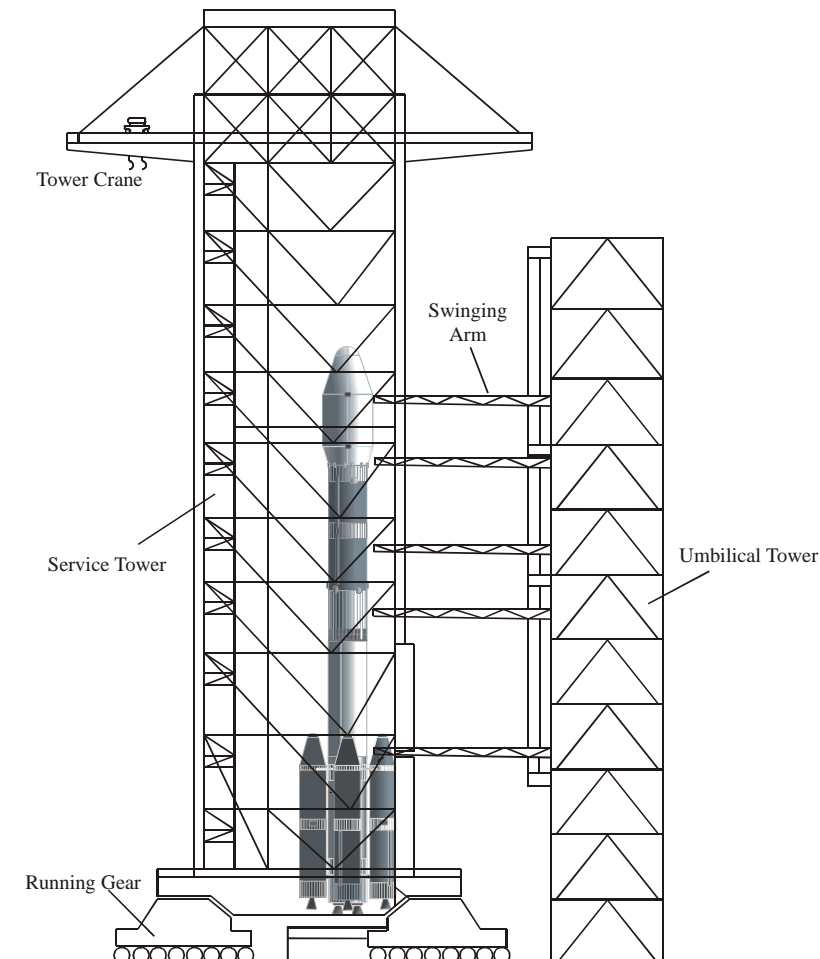 Tower Crane
Swinging
Arm
Service Tower
Umbilical Tower
Running Gear